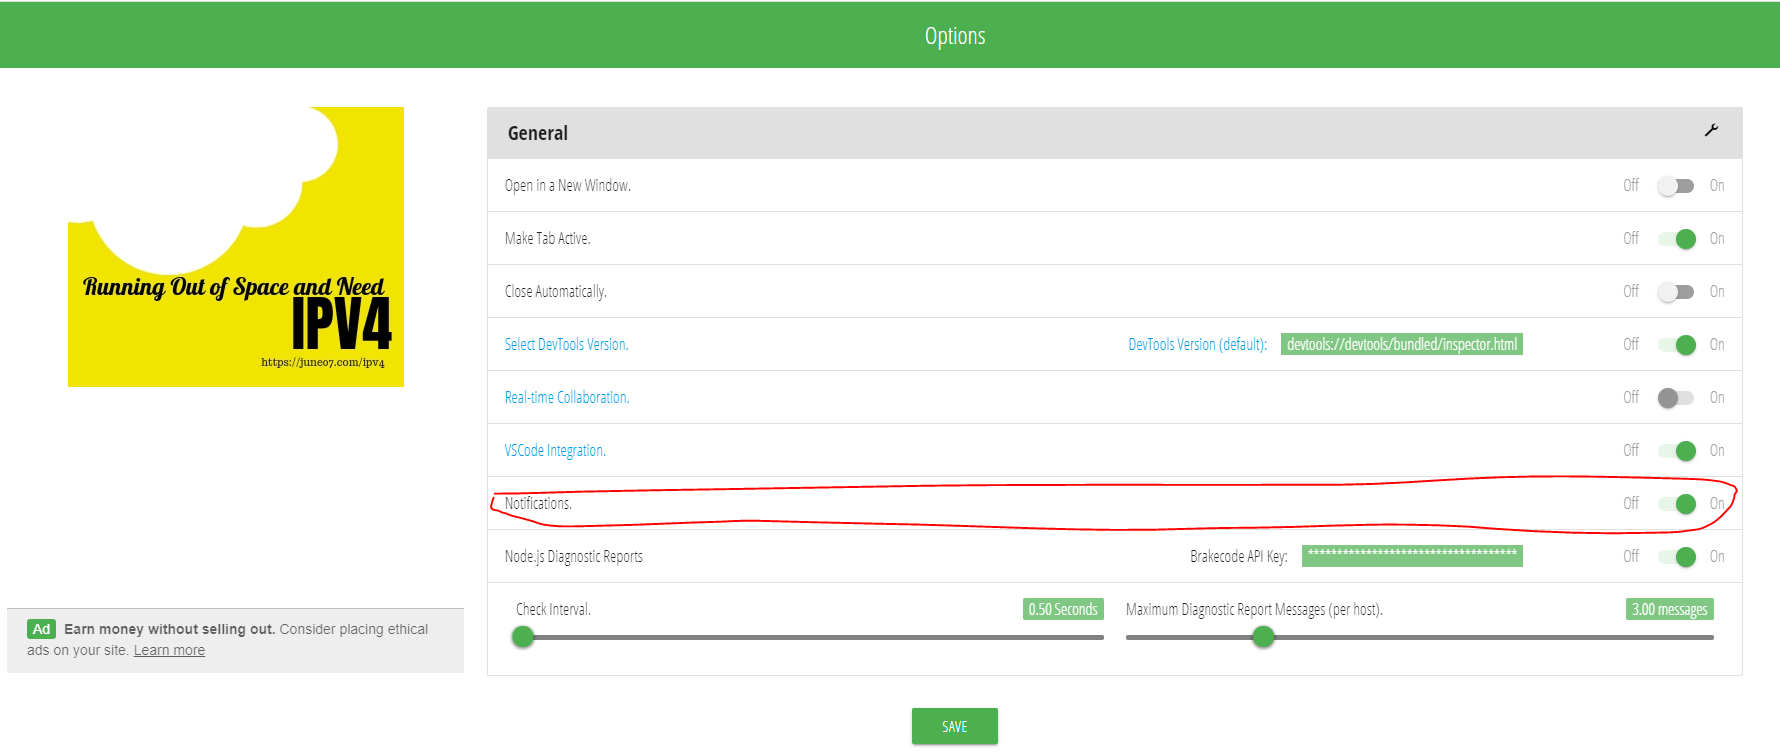 Options
Running Out of Space and Need
IPV4
https://june07.com/ipv4
Ad Earn money without selling out. Consider placing ethical
ads on your site. Learn more
General
Open in a New Window. Off On
Make Tab Active. Off On
Close Automatically. Off On
Select DevTools Version. DevTools Version (default): devtools://devtools/bundled/inspector.html Off On
Real-time Collaboration. Off On
VSCode Integration. Off On
Notifications. Off On
Node.js Diagnostic Reports Brakecode API Key: ************************************ Off On
Check Interval. 0.50 Seconds Maximum Diagnostic Report Messages (per host). 3.00 messages
SAVE